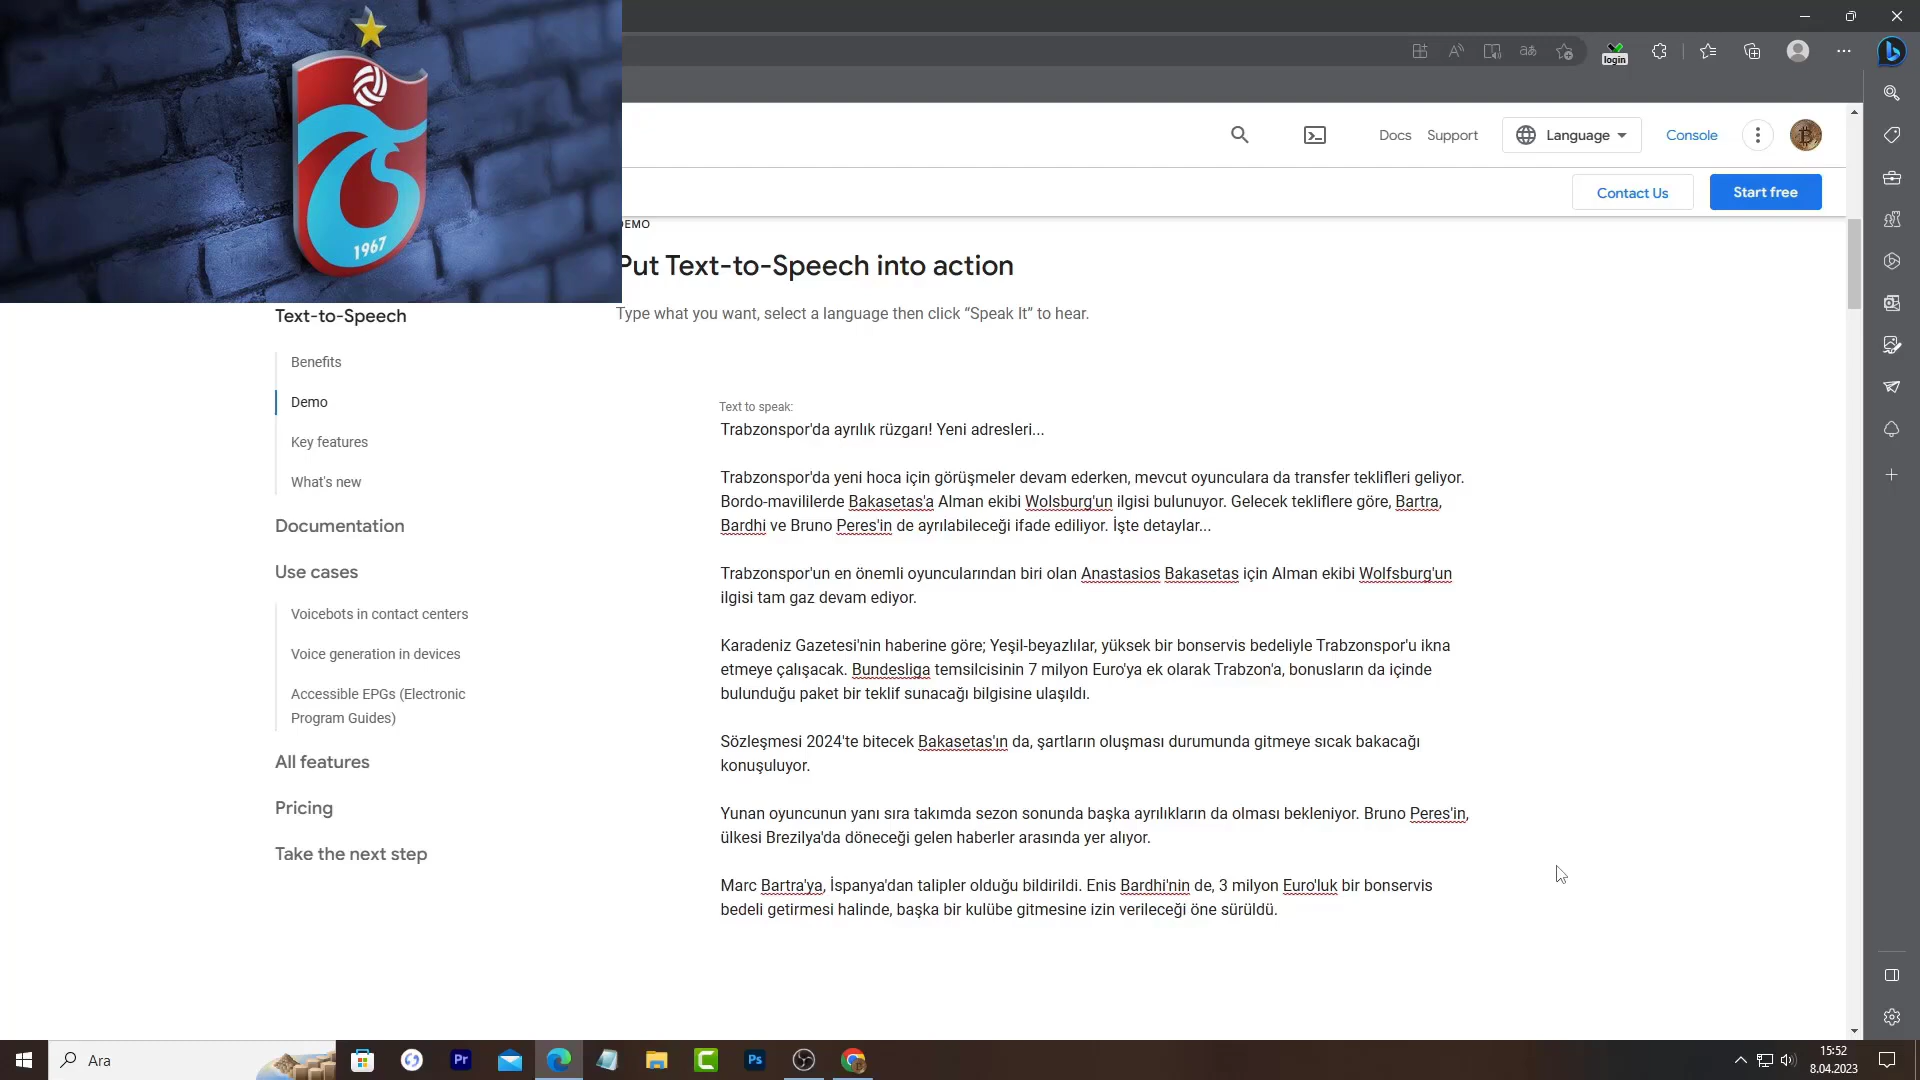 1967
login
Docs
Support
Language
Console
Contact Us
Start free
EMO
Put Text-to-Speech into action
Type what you want, select a language then click “Speak It” to hear.
Text-to-Speech
Benefits
Demo
Key features
What's new
Documentation
Use cases
Voicebots in contact centers
Voice generation in devices
Accessible EPGs (Electronic
Program Guides)
All features
Pricing
Take the next step
Text to speak:
Trabzonspor'da ayrılık rüzgarı! Yeni adresleri...
Trabzonspor'da yeni hoca için görüşmeler devam ederken, mevcut oyunculara da transfer teklifleri geliyor.
Bordo-mavililerde Bakasetas'a Alman ekibi Wolsburg'un ilgisi bulunuyor. Gelecek tekliflere göre, Bartra,
Bardhi ve Bruno Peres'in de ayrılabileceği ifade ediliyor. İşte detaylar...
Trabzonspor'un en önemli oyuncularından biri olan Anastasios Bakasetas için Alman ekibi Wolfsburg'un
ilgisi tam gaz devam ediyor.
Karadeniz Gazetesi'nin haberine göre; Yeşil-beyazlılar, yüksek bir bonservis bedeliyle Trabzonspor'u ikna
etmeye çalışacak. Bundesliga temsilcisinin 7 milyon Euro'ya ek olarak Trabzon'a, bonusların da içinde
bulunduğu paket bir teklif sunacağı bilgisine ulaşıldı.
Sözleşmesi 2024'te bitecek Bakasetas'ın da, şartların oluşması durumunda gitmeye sıcak bakacağı
konuşuluyor.
Yunan oyuncunun yanı sıra takımda sezon sonunda başka ayrılıkların da olması bekleniyor. Bruno Peres'in,
ülkesi Brezilya'da döneceği gelen haberler arasında yer alıyor.
Marc Bartra'ya, İspanya'dan talipler olduğu bildirildi. Enis Bardhi'nin de, 3 milyon Euro'luk bir bonservis
bedeli getirmesi halinde, başka bir kulübe gitmesine izin verileceği öne sürüldü.
Ara
Pr
Ps
15:52
8.04.2023